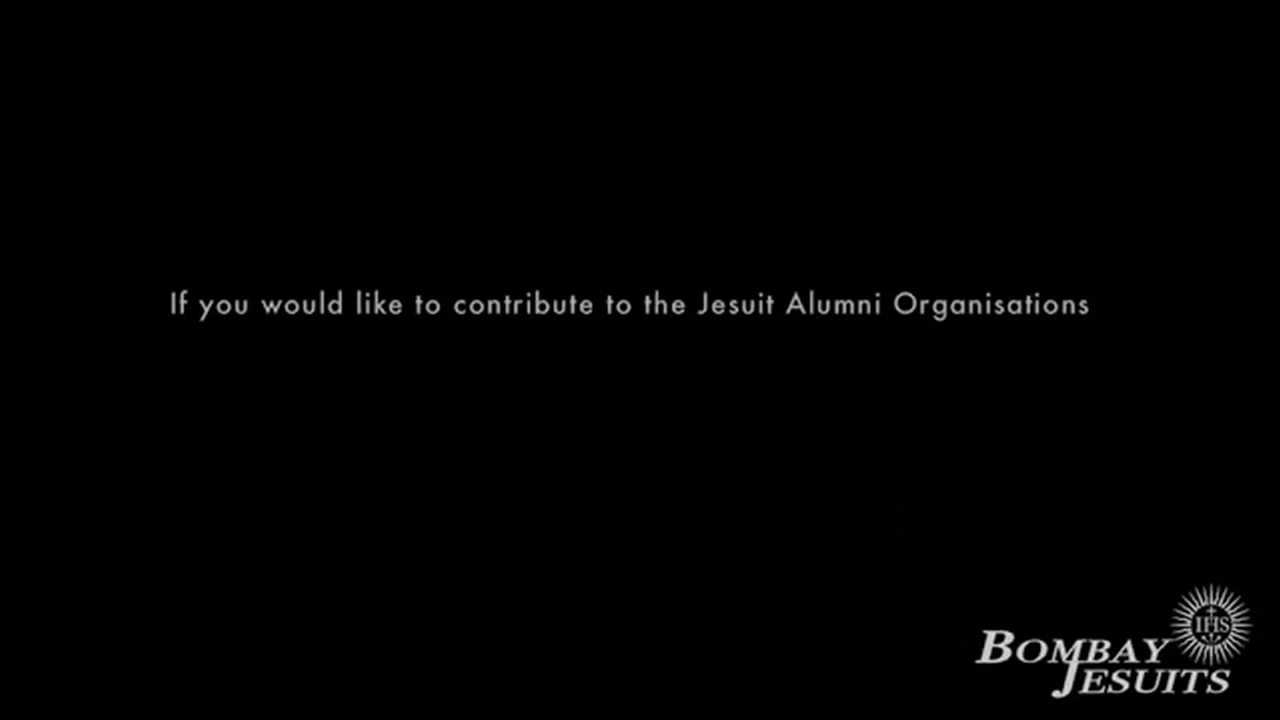 If you would like to contribute to the Jesuit Alumni Organisations
IHS
BOMBAY
JESUITS